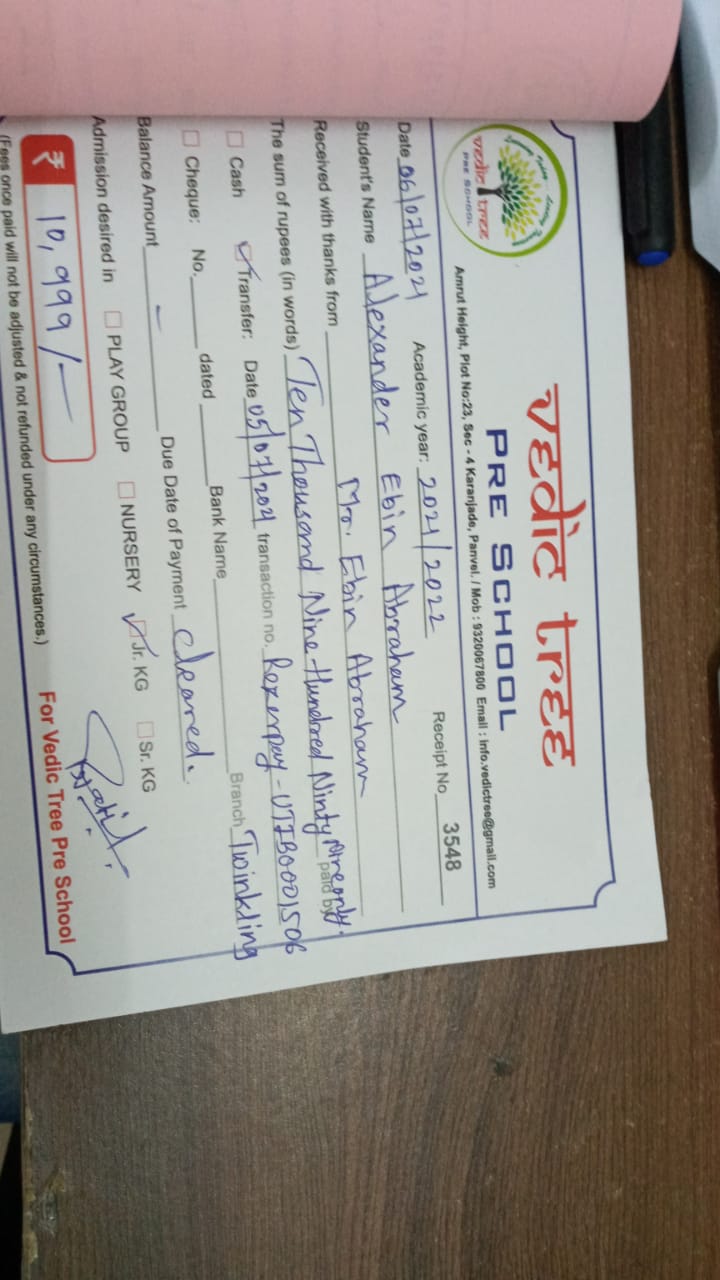 vedic tree
PRE SCHOOL
vedic tree
PRE SCHOOL
Amrut Height, Plot No:23, Sec - 4 Karanjade, Panvel. / Mob : 9320067800 Email : info.vedictree@gmail.com
Date 06/07/2021 Academic year: 2021/2022 Receipt No 3548
Student's Name Alexander Ebin Abraham
Received with thanks from Mr. Ebin Abraham
The sum of rupees (in words) Ten Thousand Nine Hundred Ninty Nine only. paid by
Cash Transfer: Date 05/07/2021 transaction no. Rexerpay - UTIB0001506
Cheque: No. dated Bank Name Branch Twinkling
Balance Amount - Due Date of Payment Cleared.
Admission desired in PLAY GROUP NURSERY Jr. KG Sr. KG
₹ 10,999/-
(Fees once paid will not be adjusted & not refunded under any circumstances.) For Vedic Tree Pre School